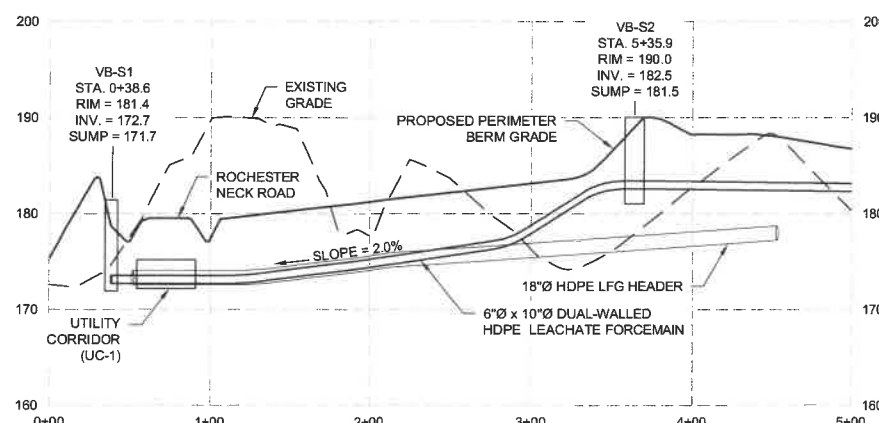 200
20
VB-S2
STA. 5+35.9
RIM = 190.0
INV. = 182.5
SUMP = 181.5
VB-S1
STA. 0+38.6
RIM = 181.4
INV. = 172.7
SUMP = 171.7
EXISTING
GRADE
190
190
PROPOSED PERIMETER
BERM GRADE
ROCHESTER
NECK ROAD
180
180
SLOPE = 2.0%
18"Ø HDPE LFG HEADER
170
170
UTILITY
CORRIDOR
(UC-1)
6"Ø x 10"Ø DUAL-WALLED
HDPE LEACHATE FORCEMAIN
160
160
0+00
1+00
2+00
3+00
4+00
5+00